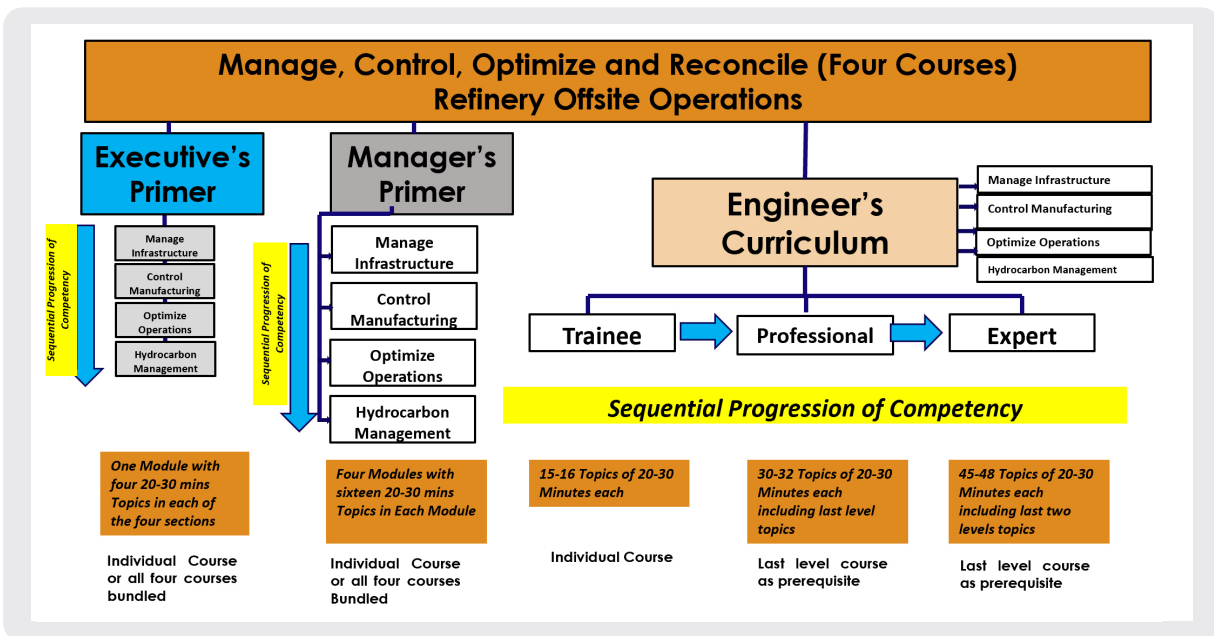 Manage, Control, Optimize and Reconcile (Four Courses)
Refinery Offsite Operations
Executive's
Primer
Sequential Progression of
Competency
Manage
Infrastructure
Control
Manufacturing
Optimize
Operations
Hydrocarbon
Management
Manager's
Primer
Sequential Progression of
Competency
Manage
Infrastructure
Control
Manufacturing
Optimize
Operations
Hydrocarbon
Management
Engineer's
Curriculum
Manage Infrastructure
Control Manufacturing
Optimize Operations
Hydrocarbon Management
Trainee
Professional
Expert
Sequential Progression of Competency
One Module with
four 20-30 mins
Topics in each of
the four sections
Individual Course
or all four courses
bundled
Four Modules with
sixteen 20-30 mins
Topics in Each Module
Individual Course
or all four courses
Bundled
15-16 Topics of 20-30
Minutes each
Individual Course
30-32 Topics of 20-30
Minutes each
including last level
topics
Last level course
as prerequisite
45-48 Topics of 20-30
Minutes each
including last two
levels topics
Last level course
as prerequisite